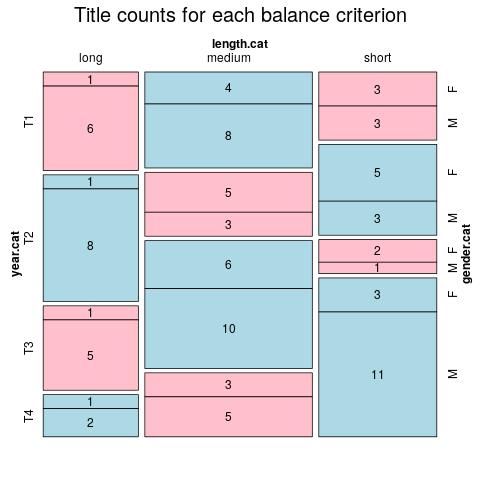 Title counts for each balance criterion
length.cat
long medium short
year.cat
gender.cat
T1
T2
T3
T4
1
6
1
8
1
5
1
2
4
8
5
3
6
10
3
5
3
3
5
3
2
1
3
11
F
M
F
M
F
M
F
M